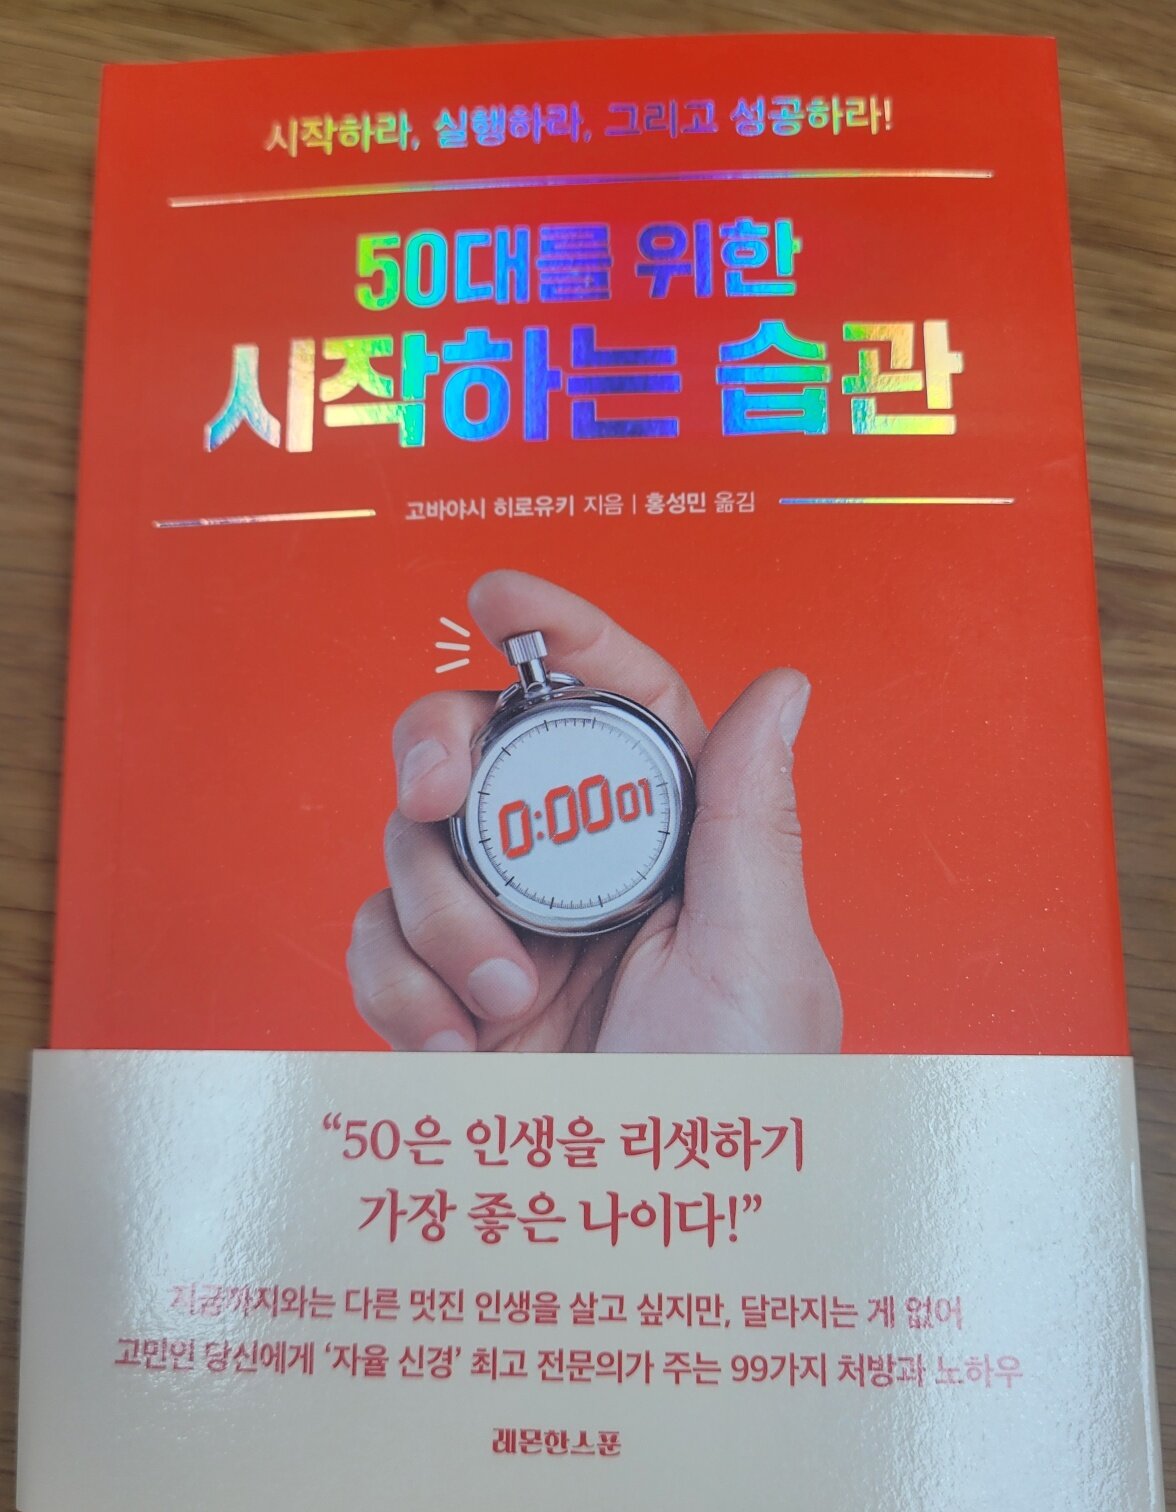 시작하라, 실행하라, 그리고 성공하라!
50대를 위한
시작하는 습관
고바야시 히로유키 지음 | 홍성민 옮김
0:00 01
“50은 인생을 리셋하기
가장 좋은 나이다!”
지금까지와는 다른 멋진 인생을 살고 싶지만, 달라지는 게 없어
고민인 당신에게 ‘자율 신경’ 최고 전문의가 주는 99가지 처방과 노하우
레몬한스푼